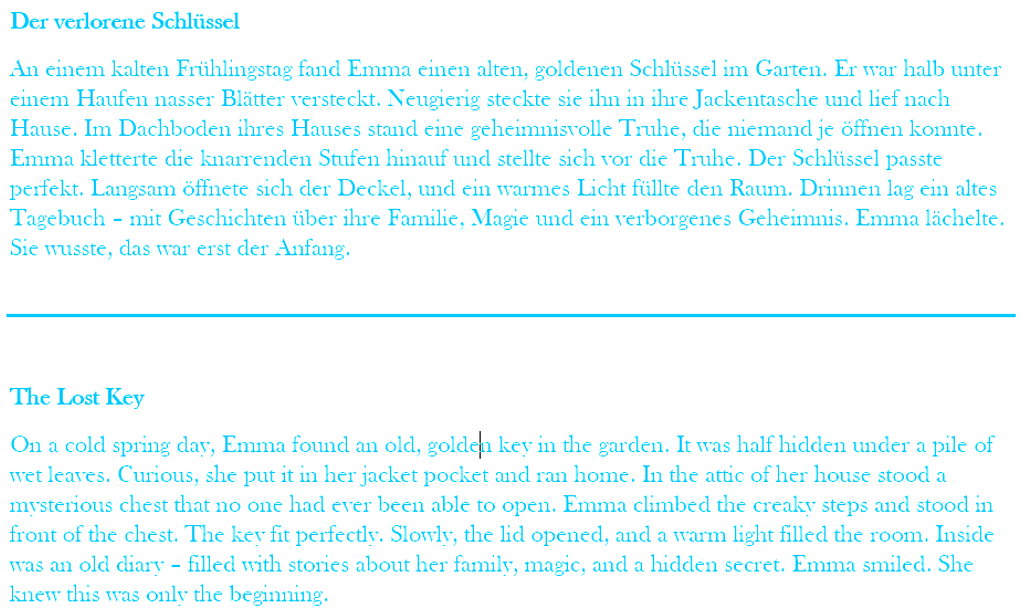 Der verlorene Schlüssel
An einem kalten Frühlingstag fand Emma einen alten, goldenen Schlüssel im Garten. Er war halb unter
einem Haufen nasser Blätter versteckt. Neugierig steckte sie ihn in ihre Jackentasche und lief nach
Hause. Im Dachboden ihres Hauses stand eine geheimnisvolle Truhe, die niemand je öffnen konnte.
Emma kletterte die knarrenden Stufen hinauf und stellte sich vor die Truhe. Der Schlüssel passte
perfekt. Langsam öffnete sich der Deckel, und ein warmes Licht füllte den Raum. Drinnen lag ein altes
Tagebuch – mit Geschichten über ihre Familie, Magie und ein verborgenes Geheimnis. Emma lächelte.
Sie wusste, das war erst der Anfang.
The Lost Key
On a cold spring day, Emma found an old, golden key in the garden. It was half hidden under a pile of
wet leaves. Curious, she put it in her jacket pocket and ran home. In the attic of her house stood a
mysterious chest that no one had ever been able to open. Emma climbed the creaky steps and stood in
front of the chest. The key fit perfectly. Slowly, the lid opened, and a warm light filled the room. Inside
was an old diary – filled with stories about her family, magic, and a hidden secret. Emma smiled. She
knew this was only the beginning.